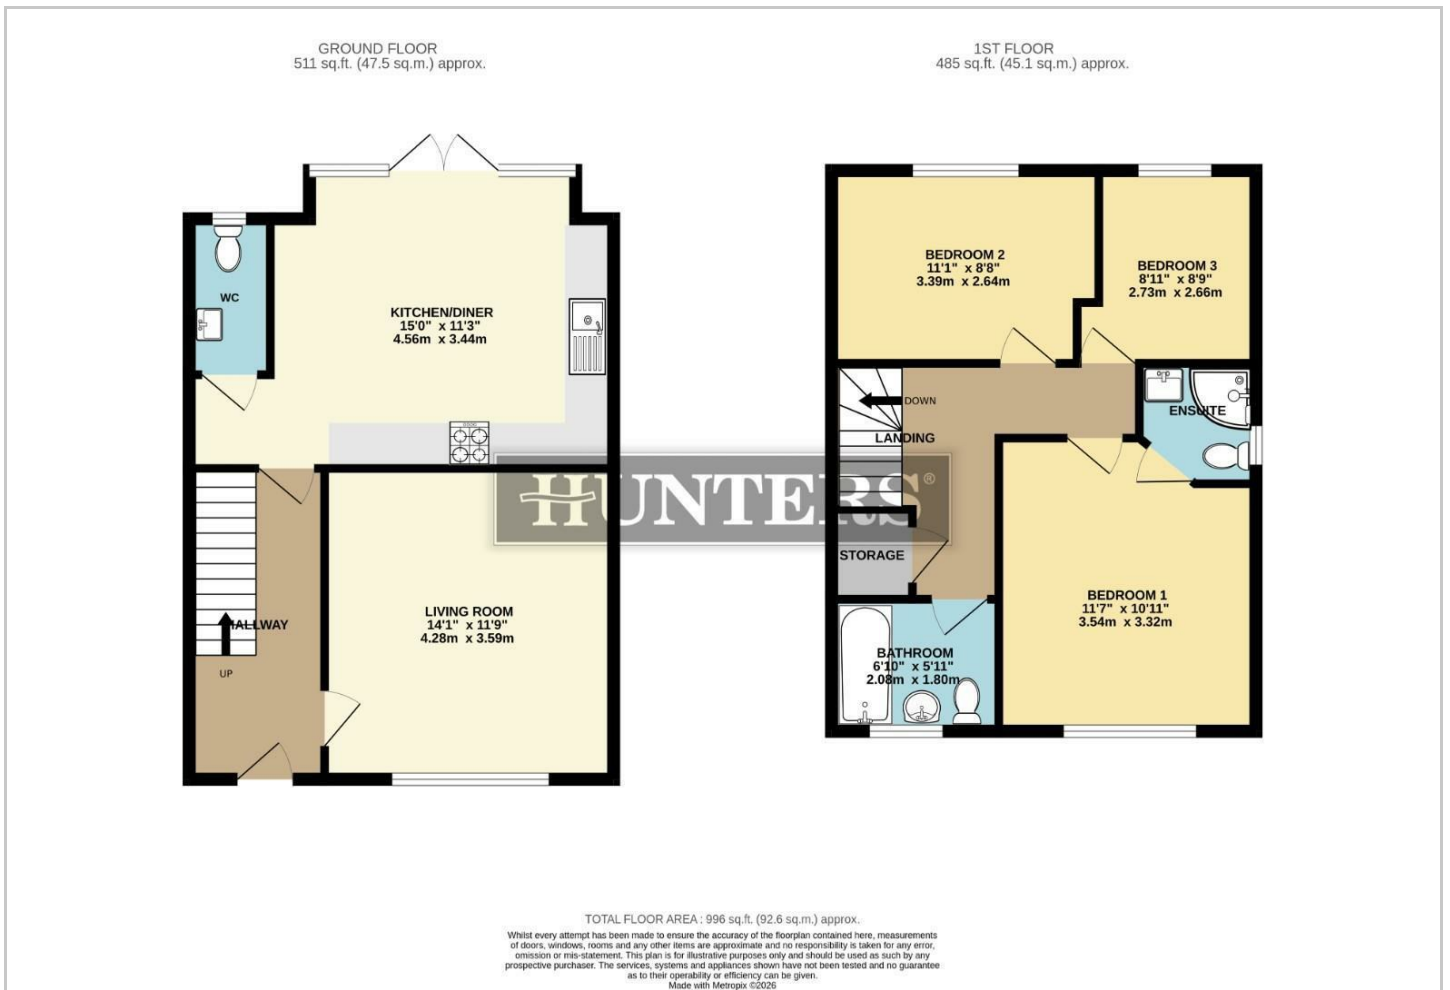 GROUND FLOOR
511 sq.ft. (47.5 sq.m.) approx.
1ST FLOOR
485 sq.ft. (45.1 sq.m.) approx.
WC
KITCHEN/DINER
15'0" x 11'3"
4.56m x 3.44m
HALLWAY
UP
LIVING ROOM
14'1" x 11'9"
4.28m x 3.59m
BEDROOM 2
11'1" x 8'8"
3.39m x 2.64m
BEDROOM 3
8'11" x 8'9"
2.73m x 2.66m
DOWN
LANDING
ENSUITE
STORAGE
BEDROOM 1
11'7" x 10'11"
3.54m x 3.32m
BATHROOM
6'10" x 5'11"
2.08m x 1.80m
HUNTERS®
TOTAL FLOOR AREA : 996 sq.ft. (92.6 sq.m.) approx.
Whilst every attempt has been made to ensure the accuracy of the floorplan contained here, measurements
of doors, windows, rooms and any other items are approximate and no responsibility is taken for any error,
omission or mis-statement. This plan is for illustrative purposes only and should be used as such by any
prospective purchaser. The services, systems and appliances shown have not been tested and no guarantee
as to their operability or efficiency can be given.
Made with Metropix ©2026